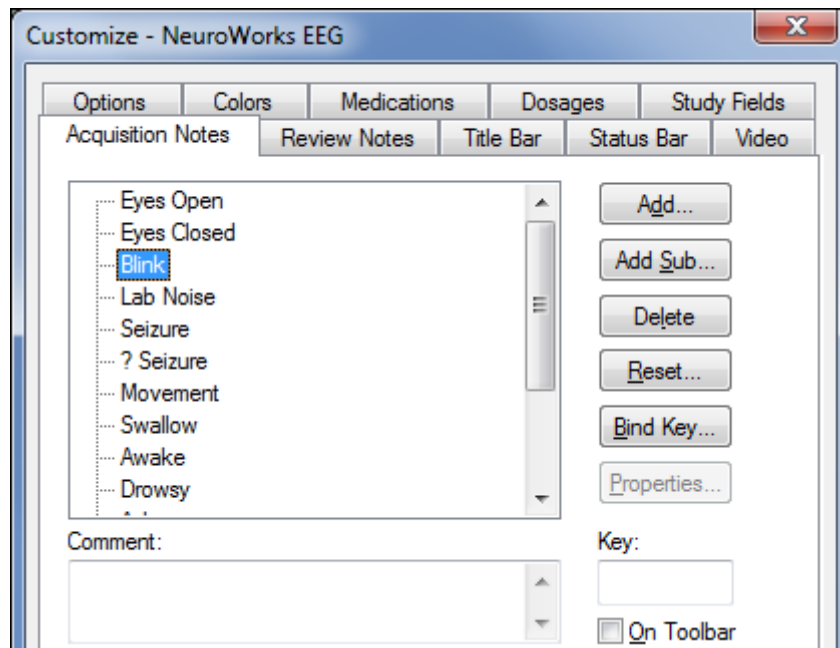 Customize - NeuroWorks EEG
Options Colors Medications Dosages Study Fields
Acquisition Notes Review Notes Title Bar Status Bar Video
Eyes Open
Eyes Closed
Blink
Lab Noise
Seizure
? Seizure
Movement
Swallow
Awake
Drowsy
Add...
Add Sub...
Delete
Reset...
Bind Key...
Properties...
Comment:
Key:
On Toolbar